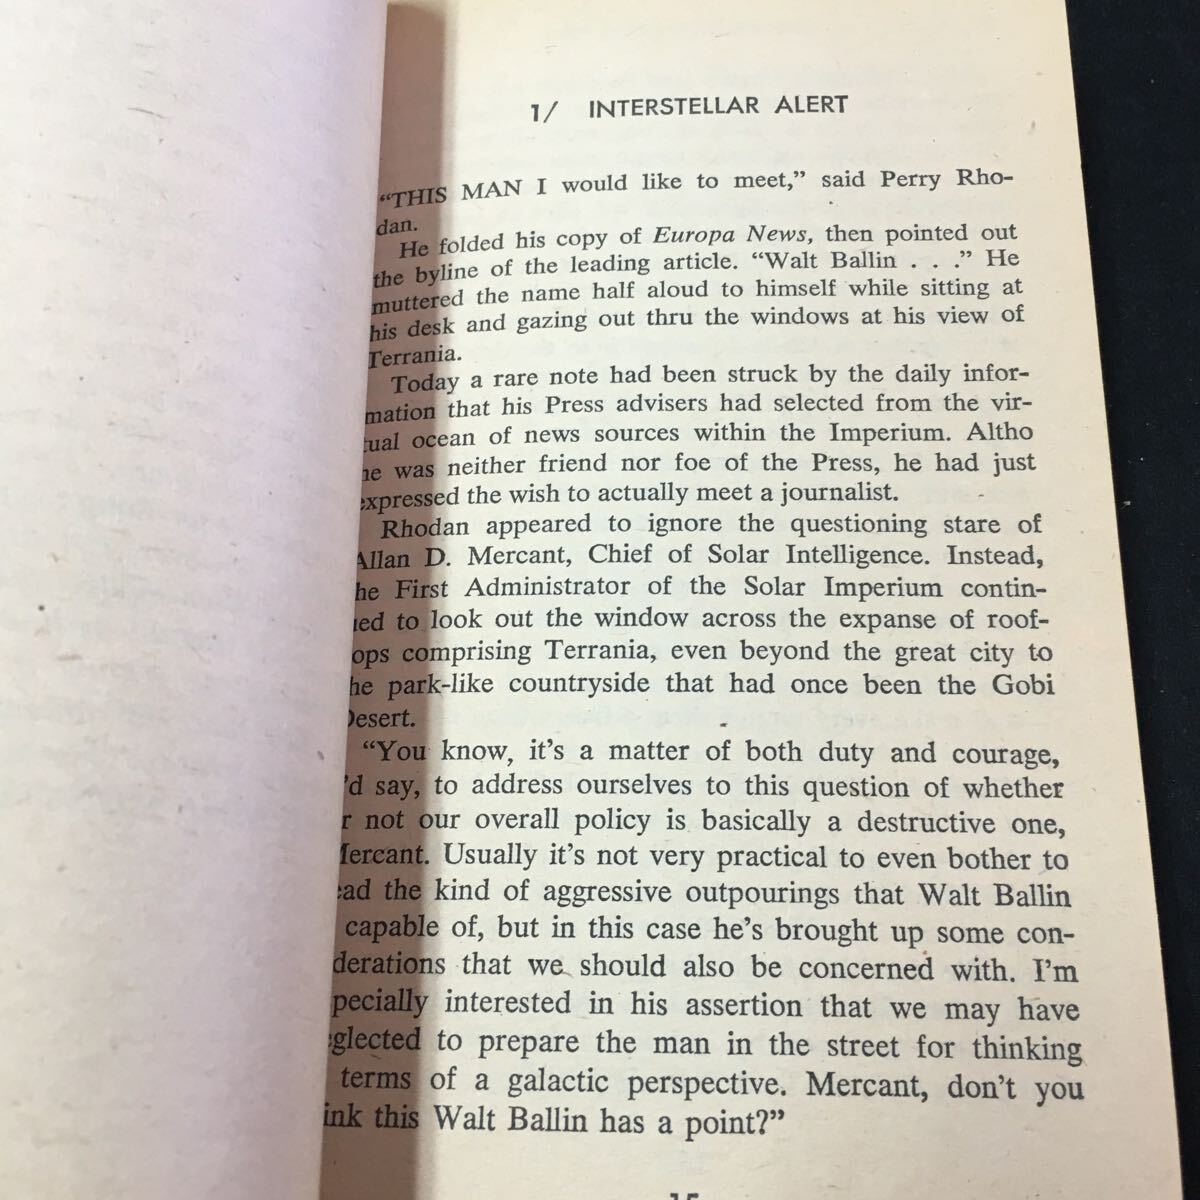 1/ INTERSTELLAR ALERT
“THIS MAN I would like to meet,” said Perry Rho-
dan.
He folded his copy of Europa News, then pointed out
the byline of the leading article. “Walt Ballin . . .” He
muttered the name half aloud to himself while sitting at
his desk and gazing out thru the windows at his view of
Terrania.
Today a rare note had been struck by the daily infor-
mation that his Press advisers had selected from the vir-
tual ocean of news sources within the Imperium. Altho
he was neither friend nor foe of the Press, he had just
expressed the wish to actually meet a journalist.
Rhodan appeared to ignore the questioning stare of
Allan D. Mercant, Chief of Solar Intelligence. Instead,
he First Administrator of the Solar Imperium contin-
ued to look out the window across the expanse of roof-
ops comprising Terrania, even beyond the great city to
he park-like countryside that had once been the Gobi
Desert.
“You know, it’s a matter of both duty and courage,
’d say, to address ourselves to this question of whether
r not our overall policy is basically a destructive one,
Mercant. Usually it’s not very practical to even bother to
ead the kind of aggressive outpourings that Walt Ballin
capable of, but in this case he’s brought up some con-
derations that we should also be concerned with. I’m
pecially interested in his assertion that we may have
eglected to prepare the man in the street for thinking
terms of a galactic perspective. Mercant, don’t you
ink this Walt Ballin has a point?”
15